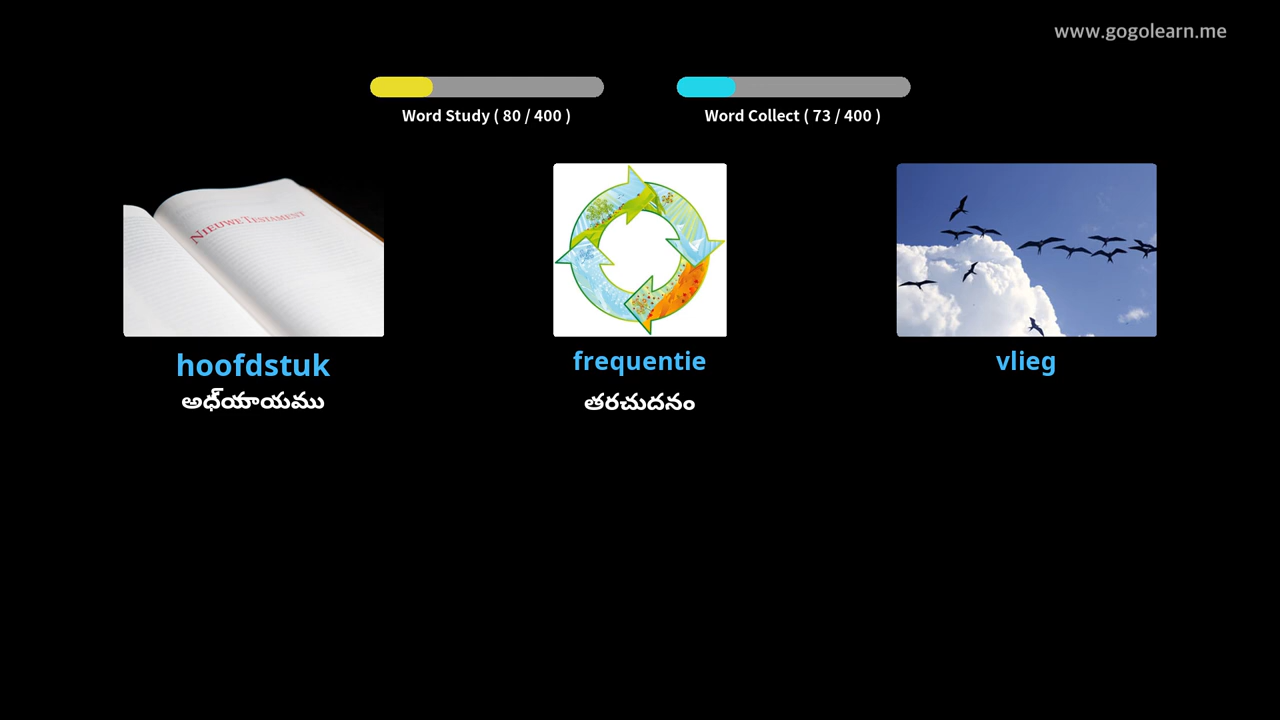 www.gogolearn.me
Word Study ( 80 / 400 )
Word Collect ( 73 / 400 )
NIEUWE TESTAMENT
hoofdstuk
frequentie
vlieg
అధ్యాయము
తరచుదనం